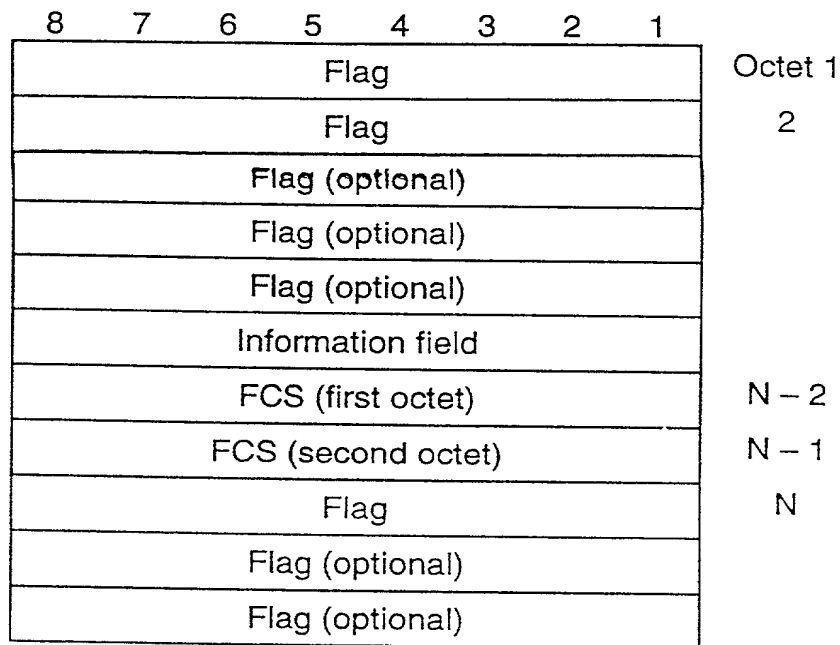 8 7 6 5 4 3 2 1
Flag Octet 1
Flag 2
Flag (optional)
Flag (optional)
Flag (optional)
Information field
FCS (first octet) N – 2
FCS (second octet) N – 1
Flag N
Flag (optional)
Flag (optional)